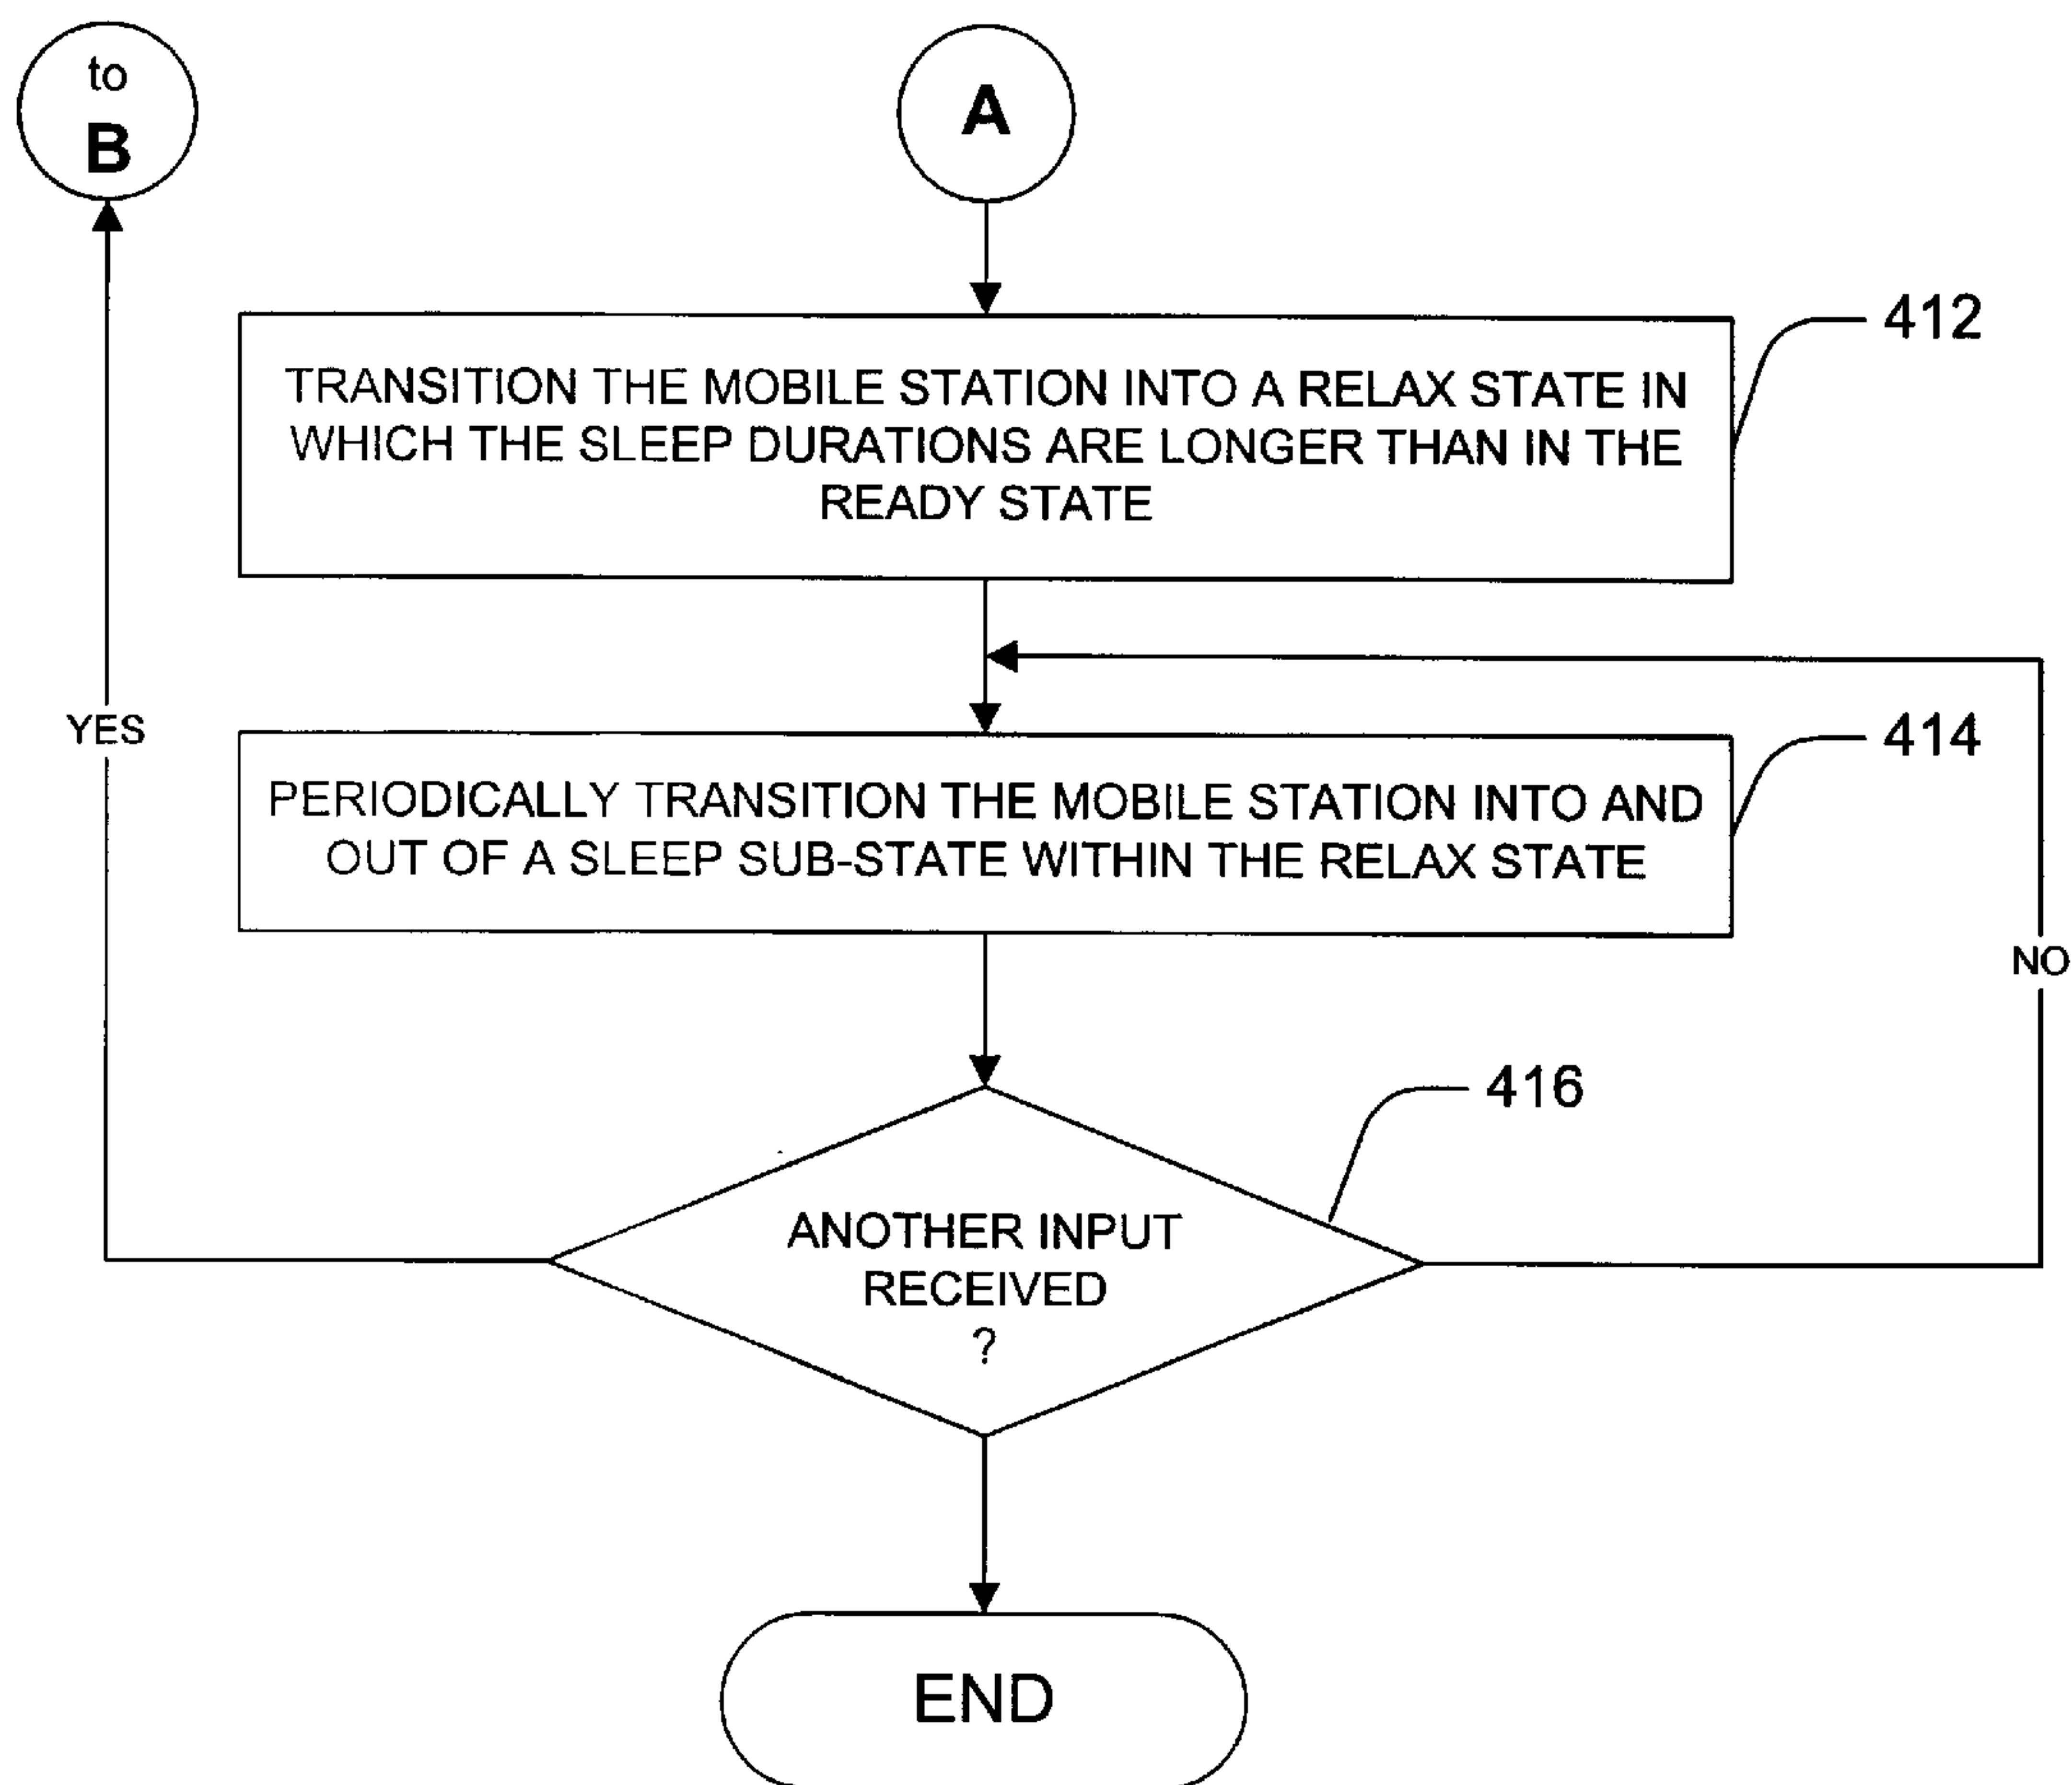 to
B
A
412
TRANSITION THE MOBILE STATION INTO A RELAX STATE IN
WHICH THE SLEEP DURATIONS ARE LONGER THAN IN THE
READY STATE
YES
414
PERIODICALLY TRANSITION THE MOBILE STATION INTO AND
OUT OF A SLEEP SUB-STATE WITHIN THE RELAX STATE
NO
416
ANOTHER INPUT
RECEIVED
?
END